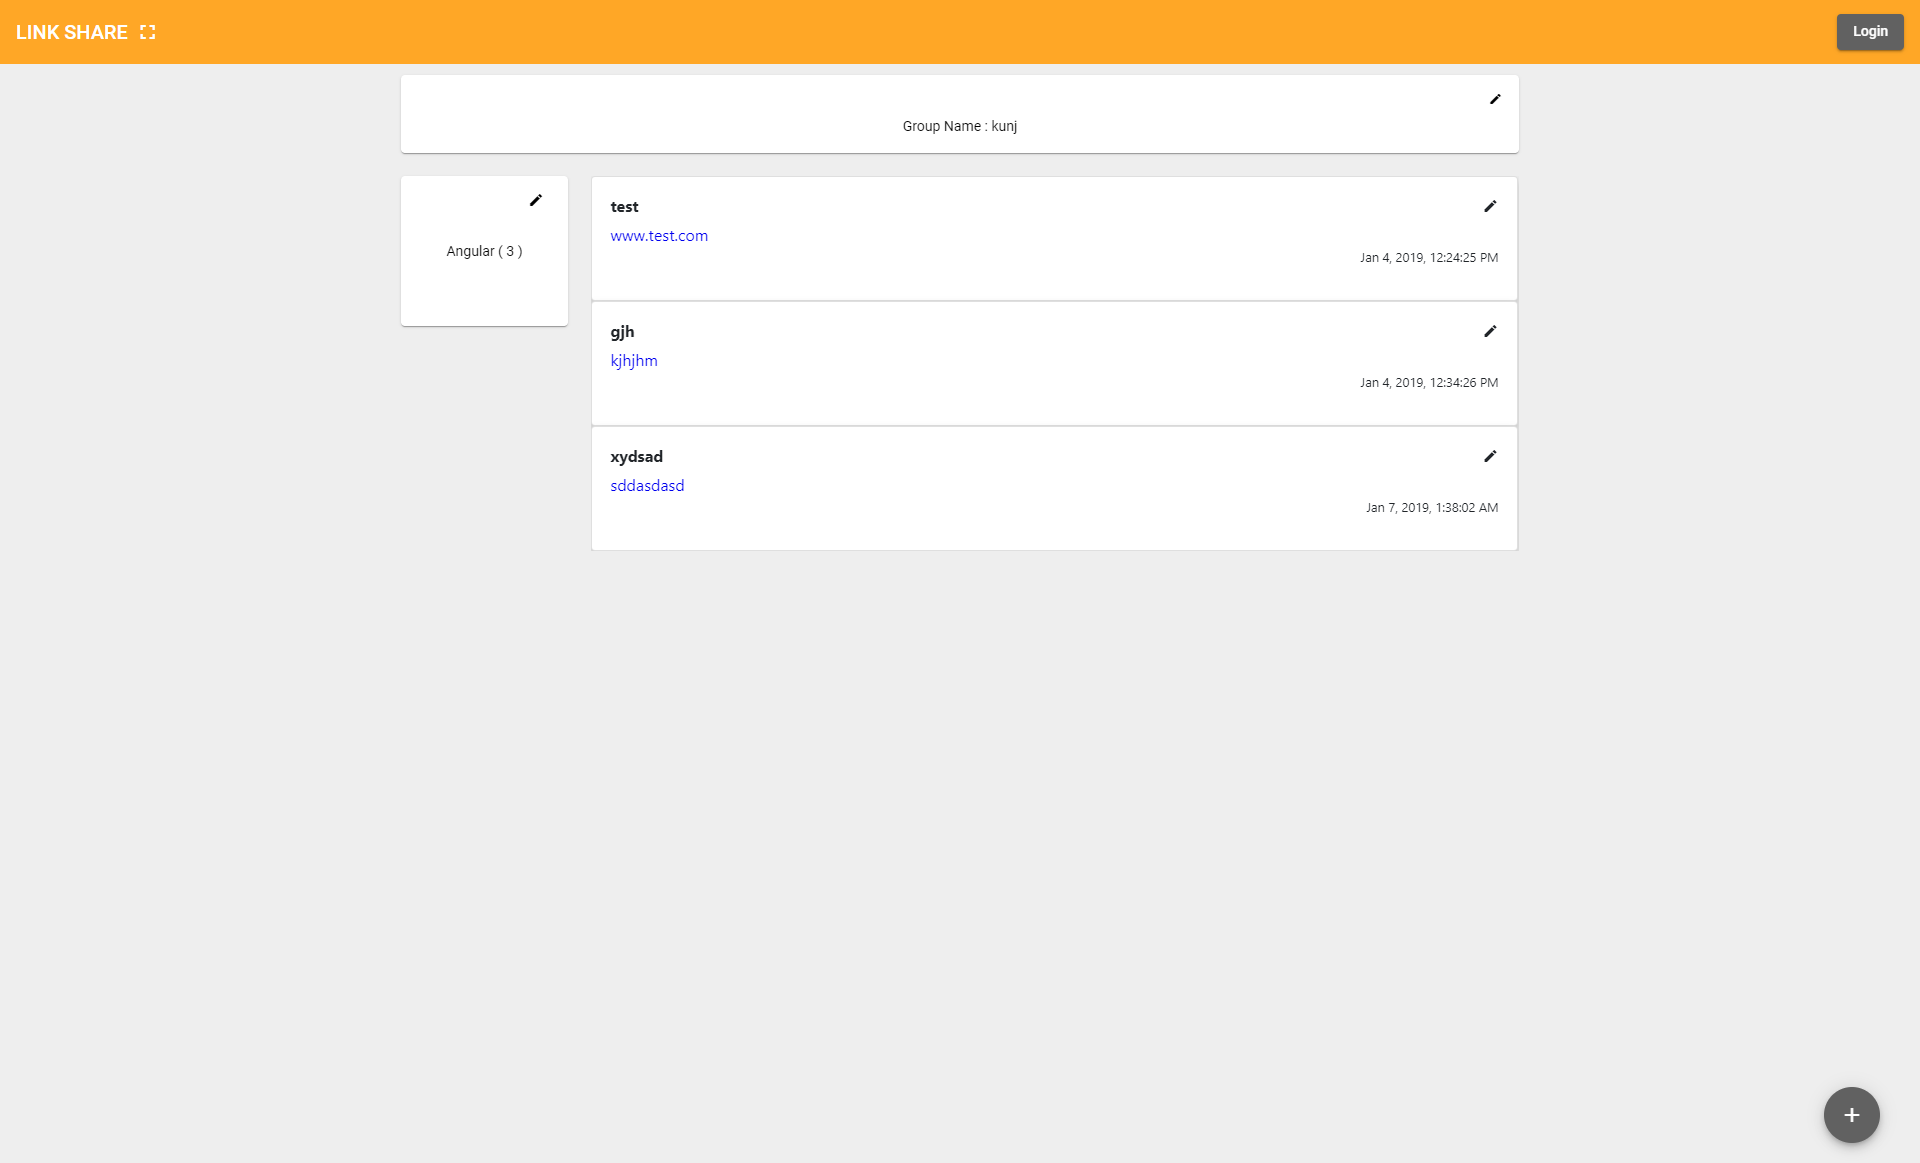 LINK SHARE
Login
Group Name : kunj
Angular ( 3 )
test
www.test.com
Jan 4, 2019, 12:24:25 PM
gjh
kjhjhm
Jan 4, 2019, 12:34:26 PM
xydsad
sddasdasd
Jan 7, 2019, 1:38:02 AM